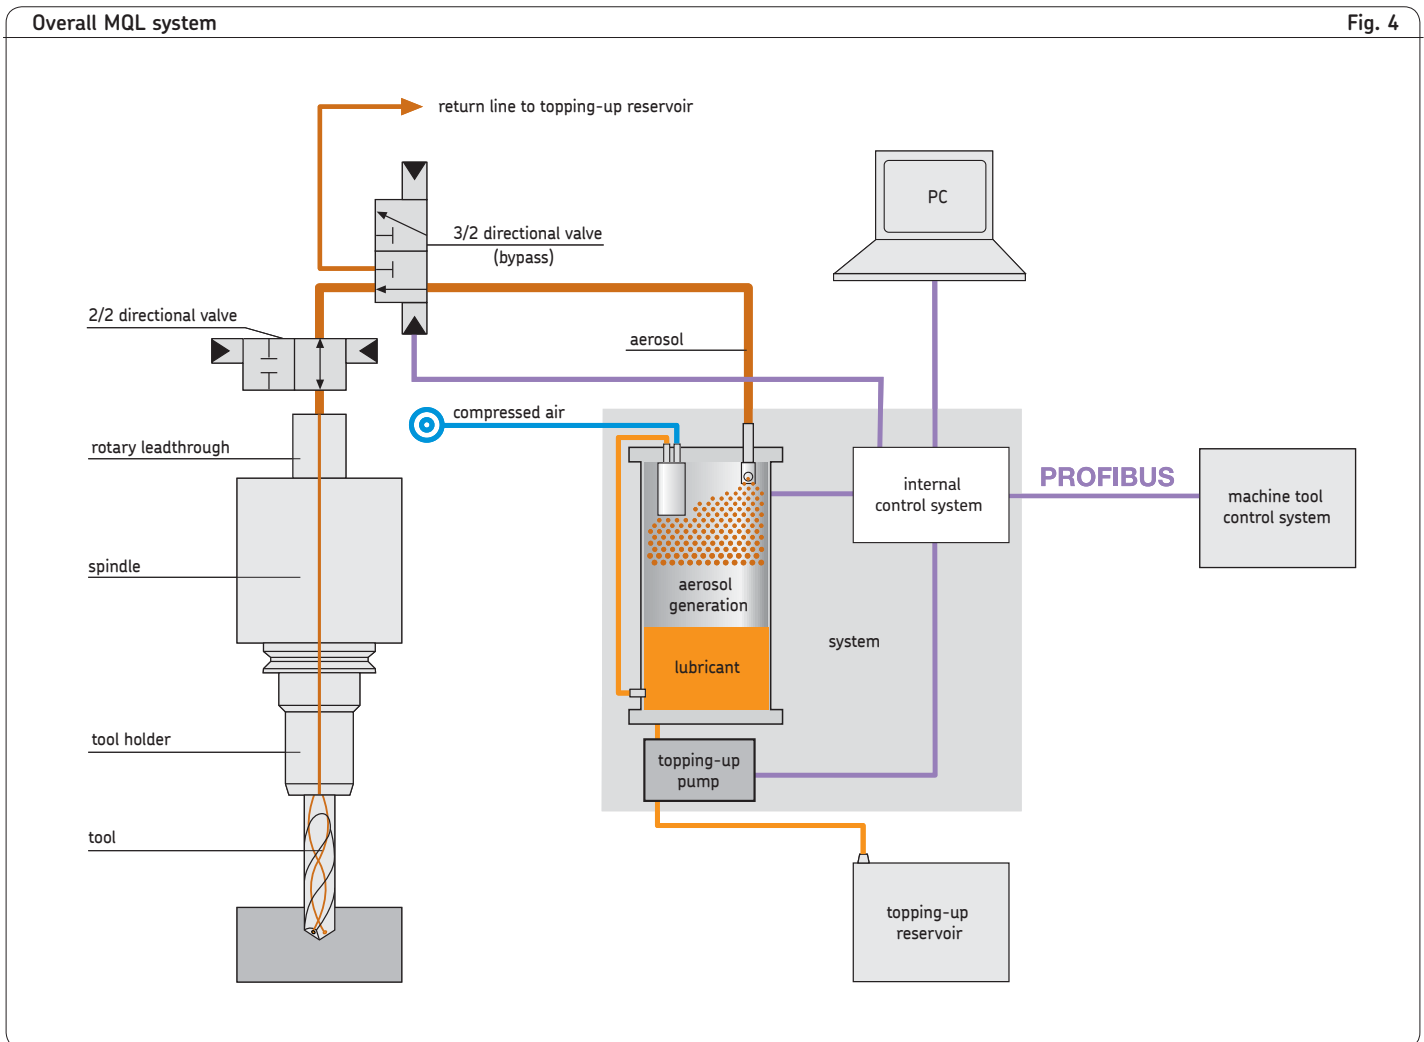 Overall MQL system
Fig. 4
return line to topping-up reservoir
PC
3/2 directional valve
(bypass)
2/2 directional valve
aerosol
compressed air
rotary leadthrough
internal
control system
PROFIBUS
machine tool
control system
spindle
aerosol
generation
system
lubricant
tool holder
topping-up
pump
tool
topping-up
reservoir